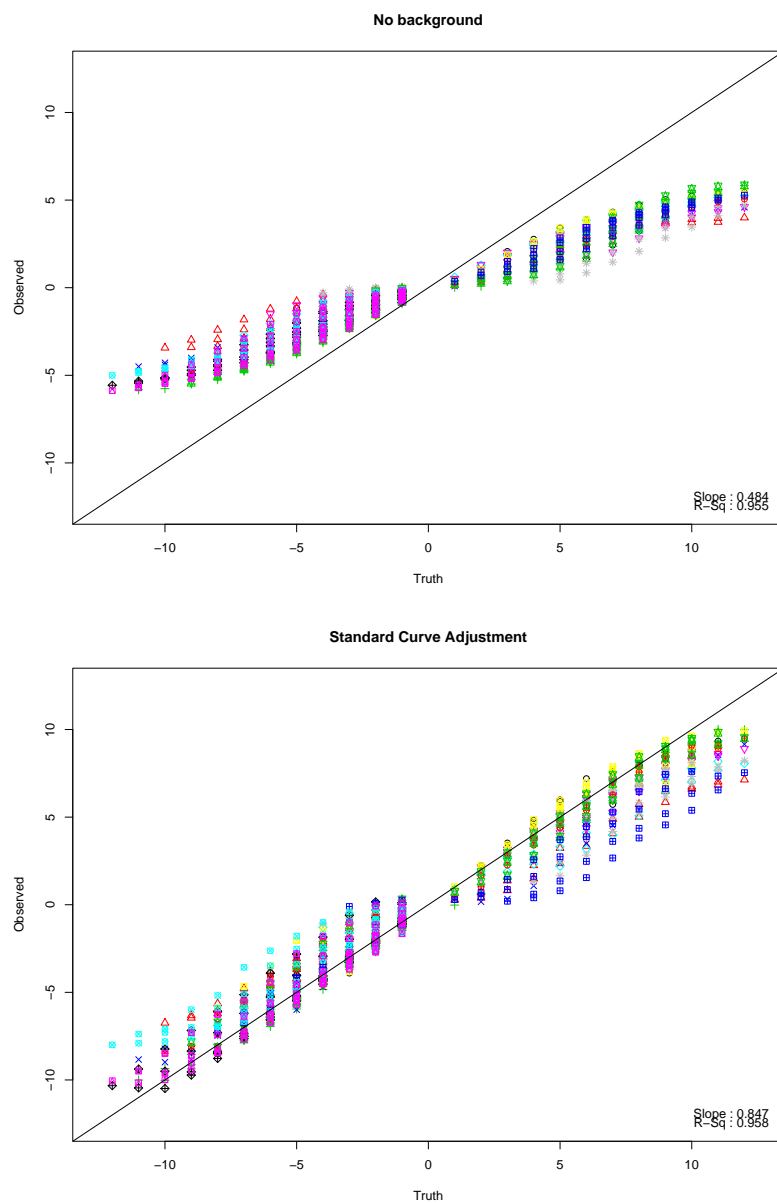 No background
10
5
0
−5
−10
Observed
−10 −5 0 5 10
Truth
Slope : 0.484
R−Sq : 0.955
Standard Curve Adjustment
10
5
0
−5
−10
Observed
−10 −5 0 5 10
Truth
Slope : 0.847
R−Sq : 0.958